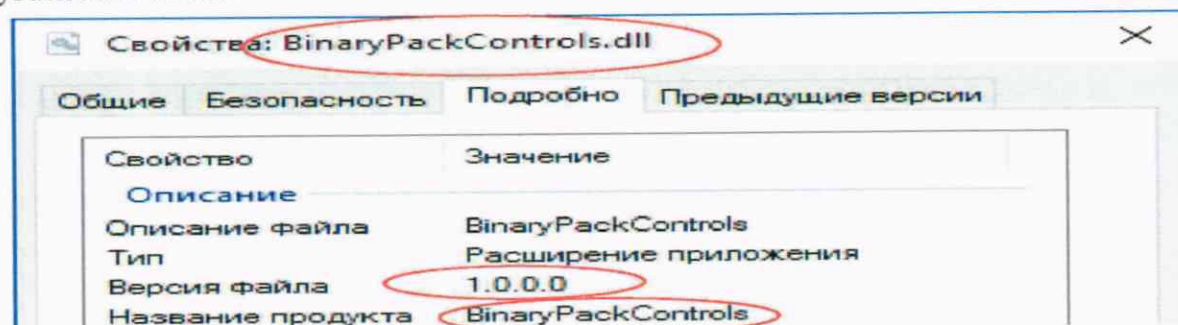 Свойства: BinaryPackControls.dll
Общие Безопасность Подробно Предыдущие версии
Свойство Значение
Описание
Описание файла BinaryPackControls
Тип Расширение приложения
Версия файла 1.0.0.0
Название продукта BinaryPackControls